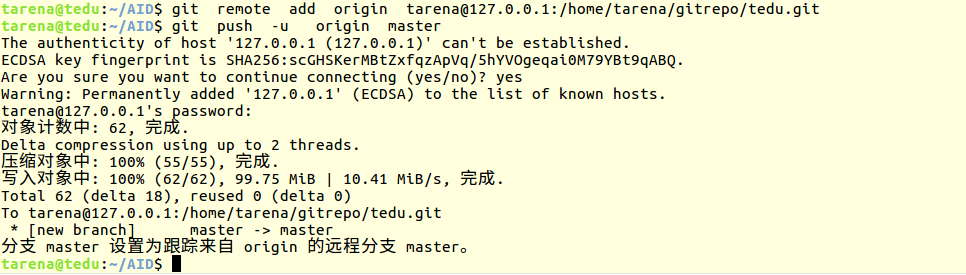 tarena@tedu:~/AID$ git  remote  add  origin  tarena@127.0.0.1:/home/tarena/gitrepo/tedu.git
tarena@tedu:~/AID$ git  push  -u   origin  master
The authenticity of host '127.0.0.1 (127.0.0.1)' can't be established.
ECDSA key fingerprint is SHA256:scGHSKerMBtZxfqzApVq/5hYVOgeqai0M79YBt9qABQ.
Are you sure you want to continue connecting (yes/no)? yes
Warning: Permanently added '127.0.0.1' (ECDSA) to the list of known hosts.
tarena@127.0.0.1's password:
对象计数中: 62, 完成.
Delta compression using up to 2 threads.
压缩对象中: 100% (55/55), 完成.
写入对象中: 100% (62/62), 99.75 MiB | 10.41 MiB/s, 完成.
Total 62 (delta 18), reused 0 (delta 0)
To tarena@127.0.0.1:/home/tarena/gitrepo/tedu.git
 * [new branch]      master -> master
分支 master 设置为跟踪来自 origin 的远程分支 master。
tarena@tedu:~/AID$